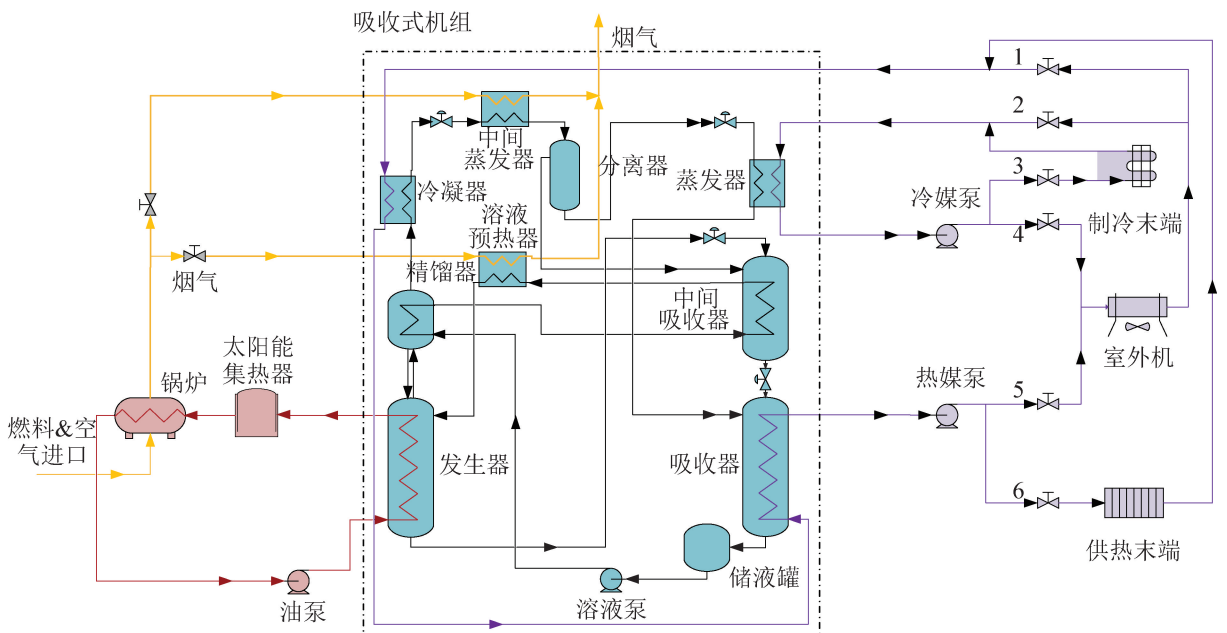 吸收式机组
烟气
1
2
中间
蒸发器
分离器
蒸发器
3
冷凝器
冷媒泵
4
制冷末端
溶液
预热器
烟气
精馏器
中间
吸收器
室外机
太阳能
集热器
锅炉
热媒泵
5
燃料&空
气进口
发生器
吸收器
6
供热末端
储液罐
油泵
溶液泵